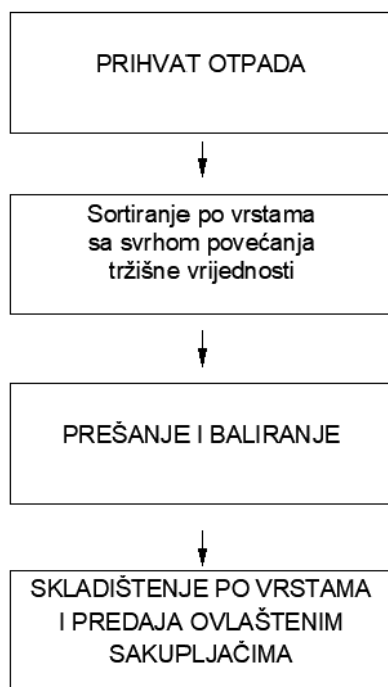 PRIHVAT OTPADA
Sortiranje po vrstama
sa svrhom povećanja
tržišne vrijednosti
PREŠANJE I BALIRANJE
SKLADIŠTENJE PO VRSTAMA
I PREDAJA OVLAŠTENIM
SAKUPLJAČIMA